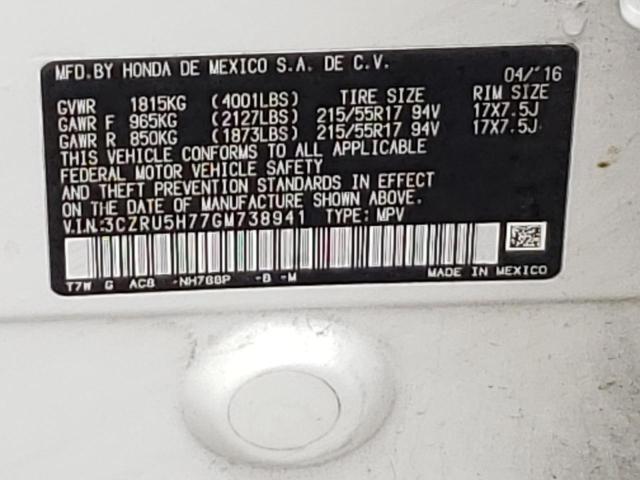 MFD.BY HONDA DE MEXICO S.A. DE C.V. 04/'16
GVWR 1815KG (4001LBS) TIRE SIZE RIM SIZE
GAWR F 965KG (2127LBS) 215/55R17 94V 17X7.5J
GAWR R 850KG (1873LBS) 215/55R17 94V 17X7.5J
THIS VEHICLE CONFORMS TO ALL APPLICABLE
FEDERAL MOTOR VEHICLE SAFETY
AND THEFT PREVENTION STANDARDS IN EFFECT
ON THE DATE OF MANUFACTURE SHOWN ABOVE.
V.I.N:3CZRU5H77GM738941 TYPE: MPV
T7W G AC8 -NH788P -B -M MADE IN MEXICO